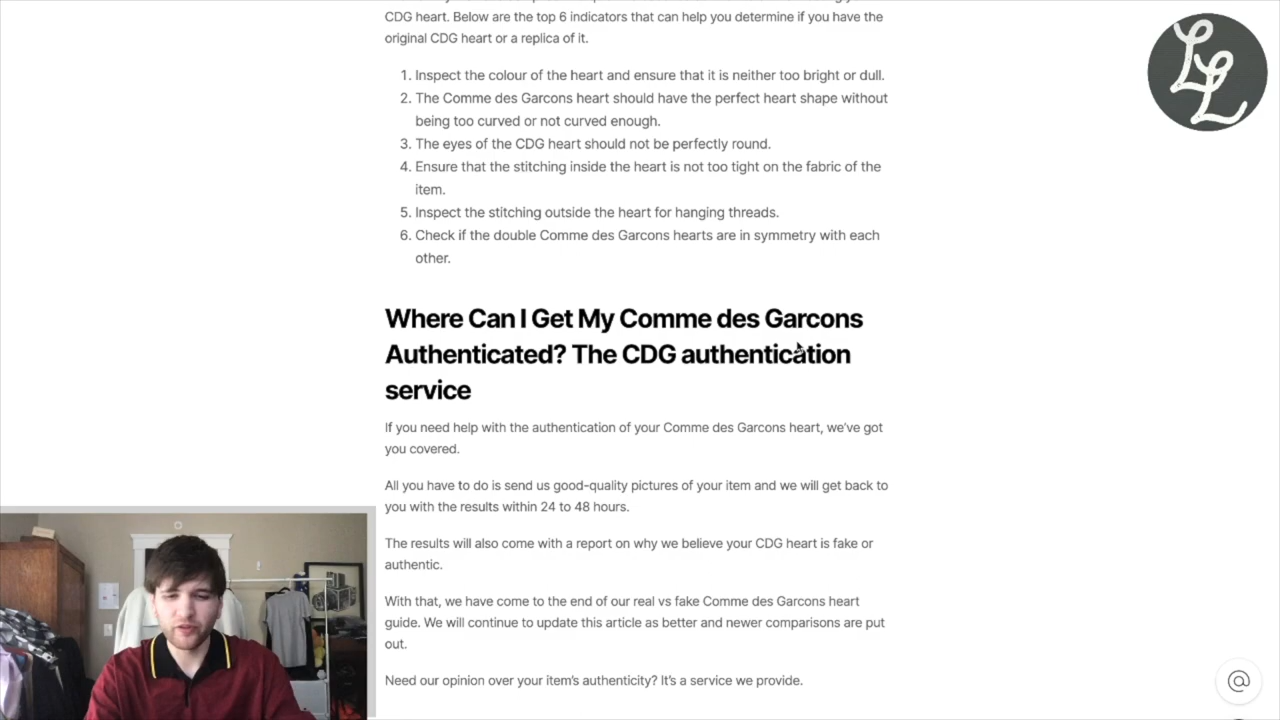 CDG heart. Below are the top 6 indicators that can help you determine if you have the
original CDG heart or a replica of it.
1. Inspect the colour of the heart and ensure that it is neither too bright or dull.
2. The Comme des Garcons heart should have the perfect heart shape without
being too curved or not curved enough.
3. The eyes of the CDG heart should not be perfectly round.
4. Ensure that the stitching inside the heart is not too tight on the fabric of the
item.
5. Inspect the stitching outside the heart for hanging threads.
6. Check if the double Comme des Garcons hearts are in symmetry with each
other.
Where Can I Get My Comme des Garcons
Authenticated? The CDG authentication
service
If you need help with the authentication of your Comme des Garcons heart, we've got
you covered.
All you have to do is send us good-quality pictures of your item and we will get back to
you with the results within 24 to 48 hours.
The results will also come with a report on why we believe your CDG heart is fake or
authentic.
With that, we have come to the end of our real vs fake Comme des Garcons heart
guide. We will continue to update this article as better and newer comparisons are put
out.
Need our opinion over your item's authenticity? It's a service we provide.
LL
@